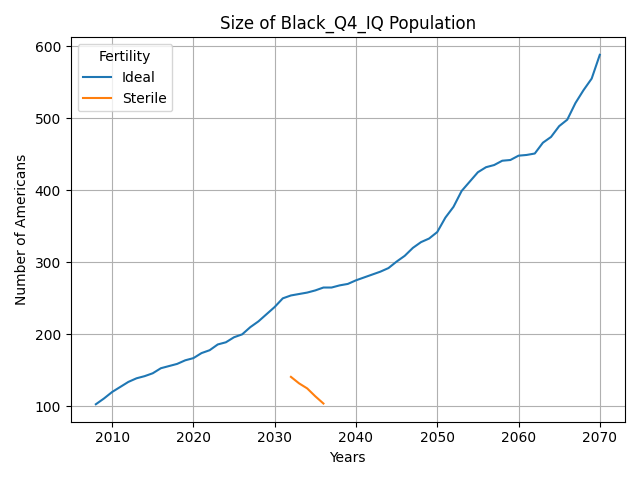 Size of Black_Q4_IQ Population
Fertility
Ideal
Sterile
Number of Americans
600
500
400
300
200
100
2010
2020
2030
2040
2050
2060
2070
Years